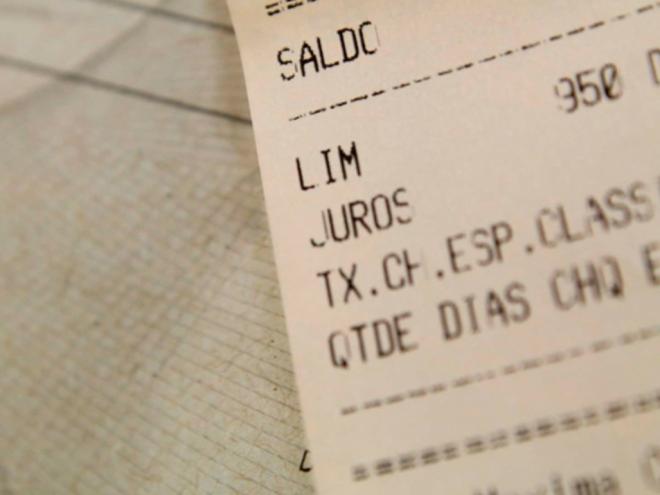 SALDO
950 D
LIM
JUROS
TX.CH.ESP.CLASS
QTDE DIAS CHQ E